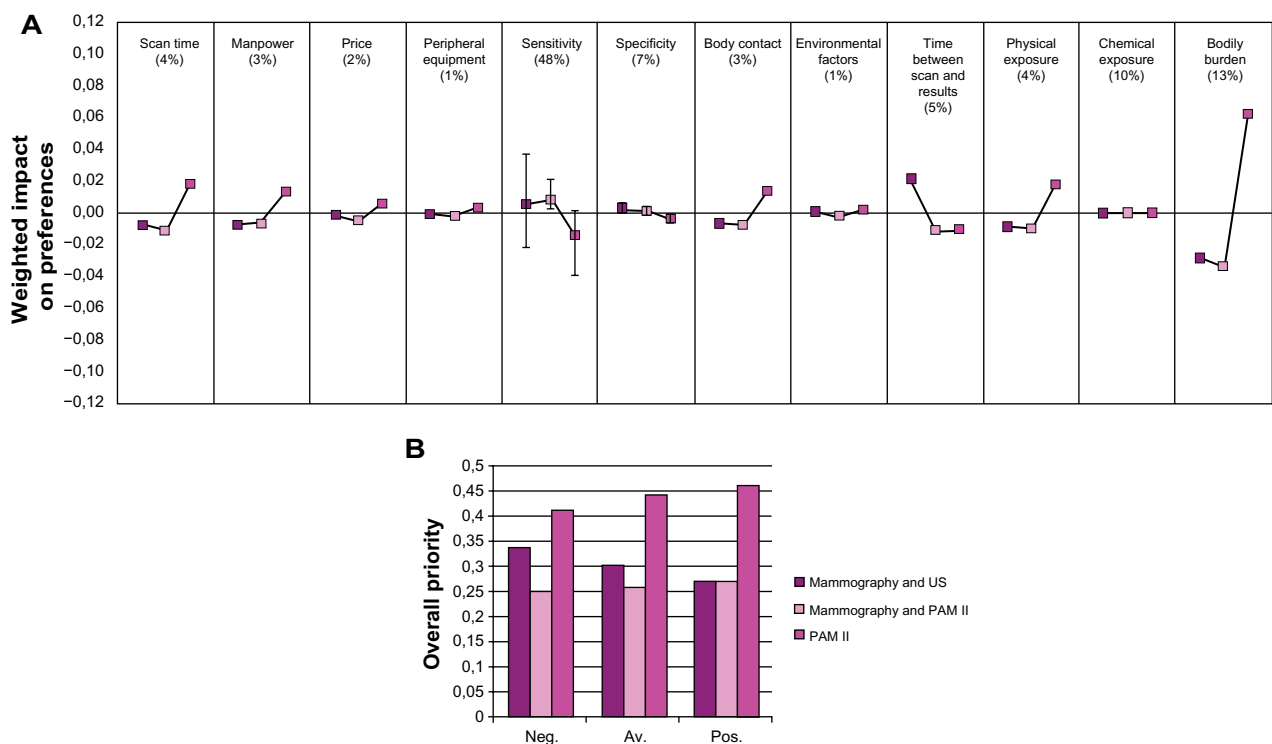 A
Weighted impact
on preferences
0,12
0,10
0,08
0,06
0,04
0,02
0,00
−0,02
−0,04
−0,06
−0,08
−0,10
−0,12
Scan time
(4%)
Manpower
(3%)
Price
(2%)
Peripheral
equipment
(1%)
Sensitivity
(48%)
Specificity
(7%)
Body contact
(3%)
Environmental
factors
(1%)
Time
between
scan and
results
(5%)
Physical
exposure
(4%)
Chemical
exposure
(10%)
Bodily
burden
(13%)
B
Overall priority
0,5
0,45
0,4
0,35
0,3
0,25
0,2
0,15
0,1
0,05
0
Neg.
Av.
Pos.
Mammography and US
Mammography and PAM II
PAM II